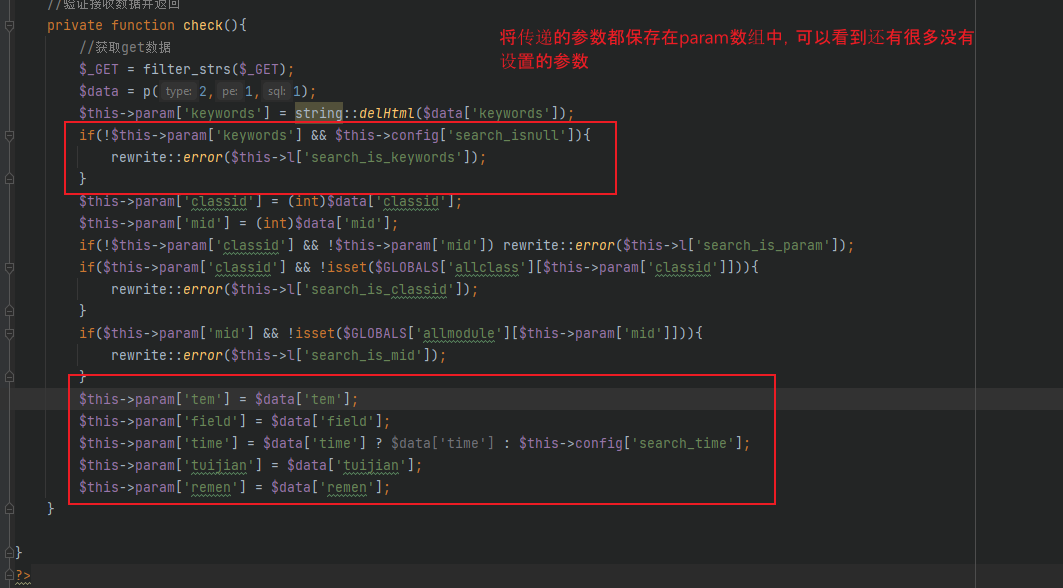 //验证接收数据并返回
private function check(){
//获取get数据
$_GET = filter_strs($_GET);
$data = p( type: 2, pe: 1, sql: 1);
$this->param['keywords'] = string::delHtml($data['keywords']);
if(!$this->param['keywords'] && $this->config['search_isnull']){
rewrite::error($this->l['search_is_keywords']);
}
$this->param['classid'] = (int)$data['classid'];
$this->param['mid'] = (int)$data['mid'];
if(!$this->param['classid'] && !$this->param['mid']) rewrite::error($this->l['search_is_param']);
if($this->param['classid'] && !isset($GLOBALS['allclass'][$this->param['classid']])){
rewrite::error($this->l['search_is_classid']);
}
if($this->param['mid'] && !isset($GLOBALS['allmodule'][$this->param['mid']])){
rewrite::error($this->l['search_is_mid']);
}
$this->param['tem'] = $data['tem'];
$this->param['field'] = $data['field'];
$this->param['time'] = $data['time'] ? $data['time'] : $this->config['search_time'];
$this->param['tuijian'] = $data['tuijian'];
$this->param['remen'] = $data['remen'];
}
}
?>
将传递的参数都保存在param数组中, 可以看到还有很多没有
设置的参数